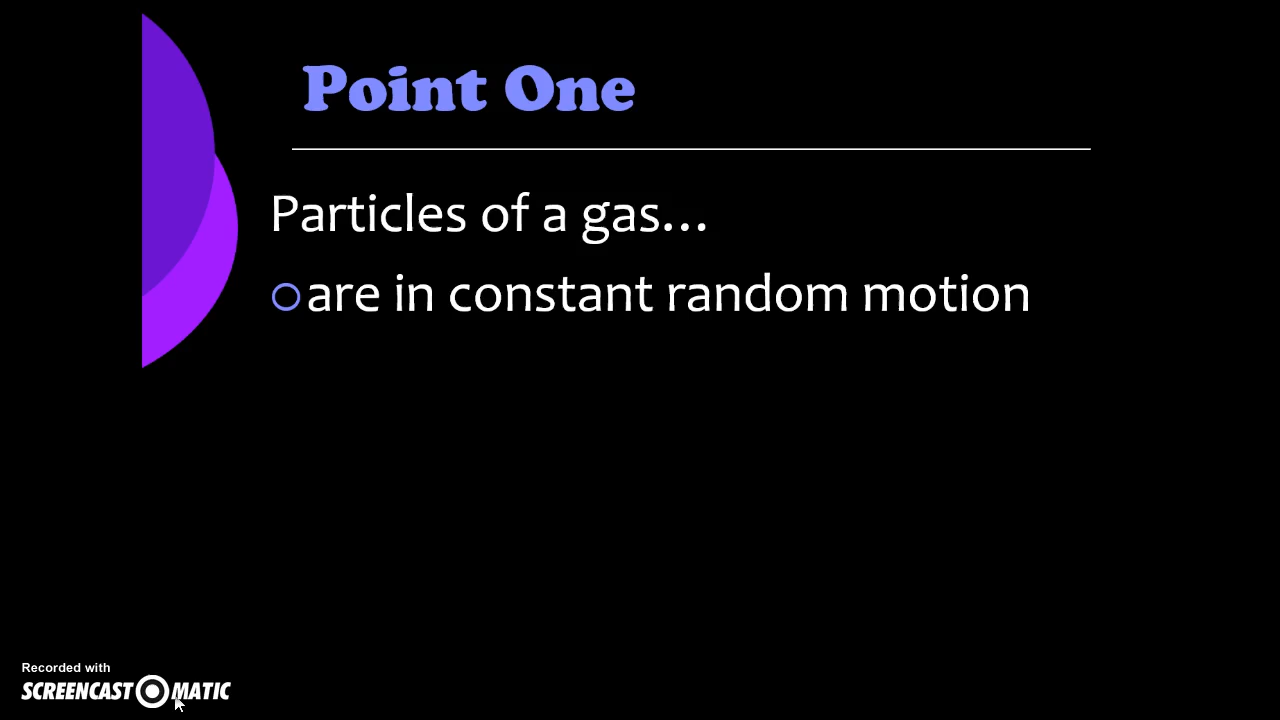 Point One
Particles of a gas…
are in constant random motion
Recorded with
SCREENCAST MATIC